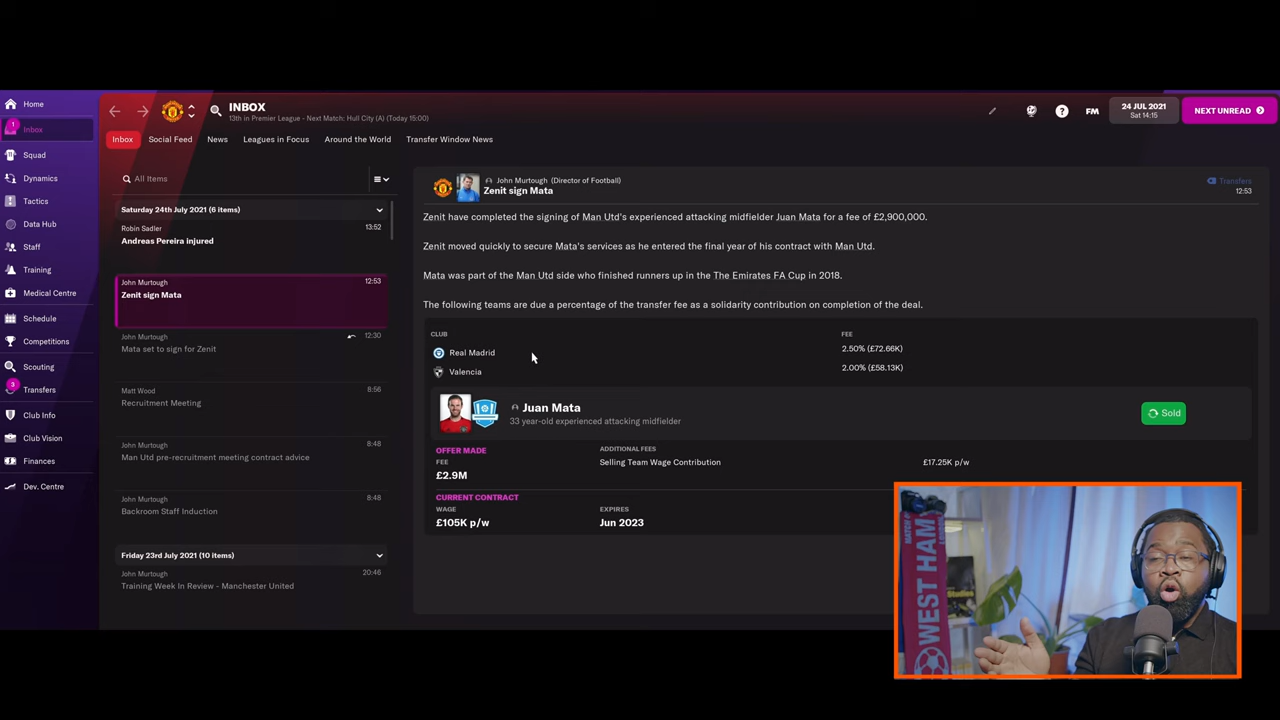 Home
1
Inbox
Squad
Dynamics
Tactics
Data Hub
Staff
Training
Medical Centre
Schedule
Competitions
Scouting
3
Transfers
Club Info
Club Vision
Finances
Dev. Centre
INBOX
13th in Premier League - Next Match: Hull City (A) (Today 15:00)
?
FM
24 JUL 2021
Sat 14:15
NEXT UNREAD
Inbox
Social Feed
News
Leagues in Focus
Around the World
Transfer Window News
All Items
Saturday 24th July 2021 (6 items)
Robin Sadler 13:52
Andreas Pereira injured
John Murtough 12:53
Zenit sign Mata
John Murtough 12:30
Mata set to sign for Zenit
Matt Wood 8:56
Recruitment Meeting
John Murtough 8:48
Man Utd pre-recruitment meeting contract advice
John Murtough 8:48
Backroom Staff Induction
Friday 23rd July 2021 (10 items)
John Murtough 20:46
Training Week In Review - Manchester United
John Murtough (Director of Football)
Zenit sign Mata
Transfers
12:53
Zenit have completed the signing of Man Utd's experienced attacking midfielder Juan Mata for a fee of £2,900,000.
Zenit moved quickly to secure Mata's services as he entered the final year of his contract with Man Utd.
Mata was part of the Man Utd side who finished runners up in the The Emirates FA Cup in 2018.
The following teams are due a percentage of the transfer fee as a solidarity contribution on completion of the deal.
CLUB FEE
Real Madrid 2.50% (£72.66K)
Valencia 2.00% (£58.13K)
Juan Mata
33 year-old experienced attacking midfielder
Sold
OFFER MADE
FEE
£2.9M
ADDITIONAL FEES
Selling Team Wage Contribution £17.25K p/w
CURRENT CONTRACT
WAGE EXPIRES
£105K p/w Jun 2023
WEST HAM